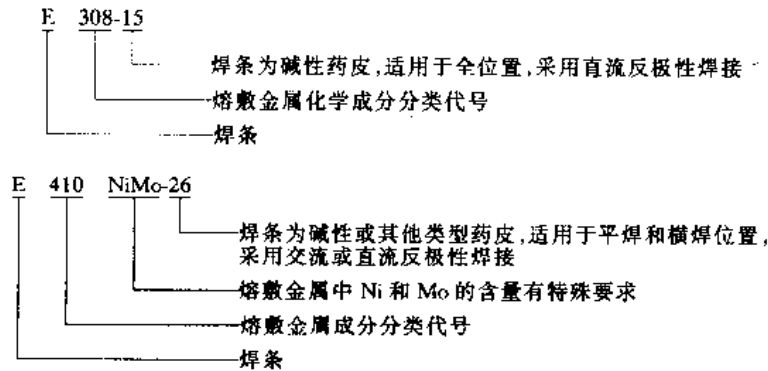 E 308-15
焊条为碱性药皮,适用于全位置,采用直流反极性焊接
熔敷金属化学成分分类代号
焊条
E 410 NiMo-26
焊条为碱性或其他类型药皮,适用于平焊和横焊位置,
采用交流或直流反极性焊接
熔敷金属中 Ni 和 Mo 的含量有特殊要求
熔敷金属成分分类代号
焊条